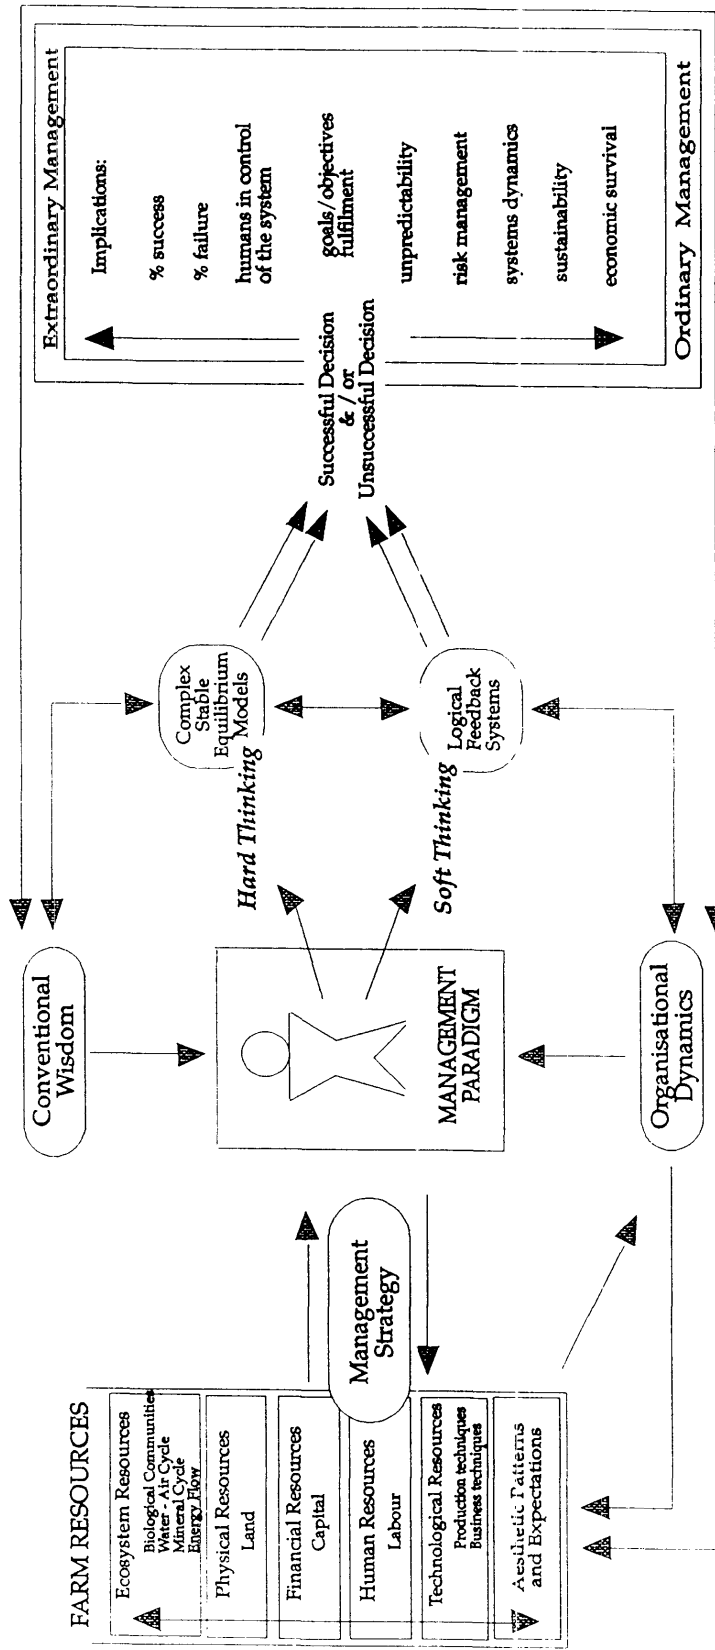 FARM RESOURCES
Ecosystem Resources
Biological Communities
Water - Air Cycle
Mineral Cycle
Energy Flow
Physical Resources
Land
Financial Resources
Capital
Human Resources
Labour
Technological Resources
Production techniques
Business techniques
Aesthetic Patterns
and Expectations
Management
Strategy
Conventional
Wisdom
MANAGEMENT
PARADIGM
Organisational
Dynamics
Hard Thinking
Soft Thinking
Complex
Stable
Equilibrium
Models
Logical
Feedback
Systems
Successful Decision
& / or
Unsuccessful Decision
Extraordinary Management
Implications:
% success
% failure
humans in control
of the system
goals/objectives
fulfilment
unpredictability
risk management
systems dynamics
sustainability
economic survival
Ordinary Management